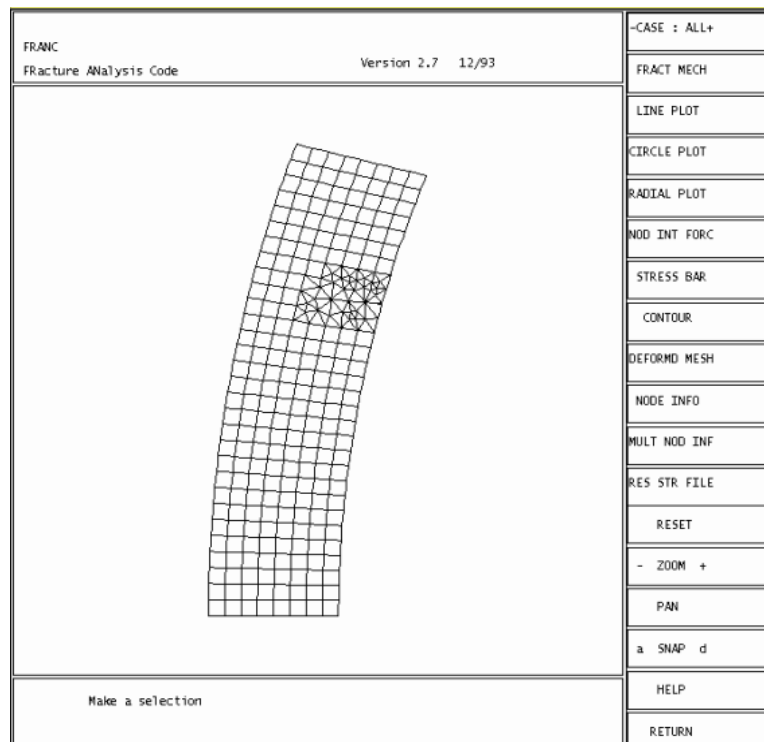 FRANC
FRacture ANalysis Code
Version 2.7 12/93
-CASE : ALL+
FRACT MECH
LINE PLOT
CIRCLE PLOT
RADIAL PLOT
NOD INT FORC
STRESS BAR
CONTOUR
DEFORMD MESH
NODE INFO
MULT NOD INF
RES STR FILE
RESET
- ZOOM +
PAN
a SNAP d
HELP
RETURN
Make a selection